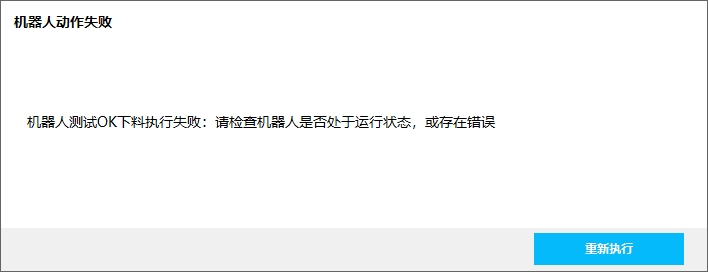 机器人动作失败
机器人测试OK下料执行失败：请检查机器人是否处于运行状态，或存在错误
重新执行